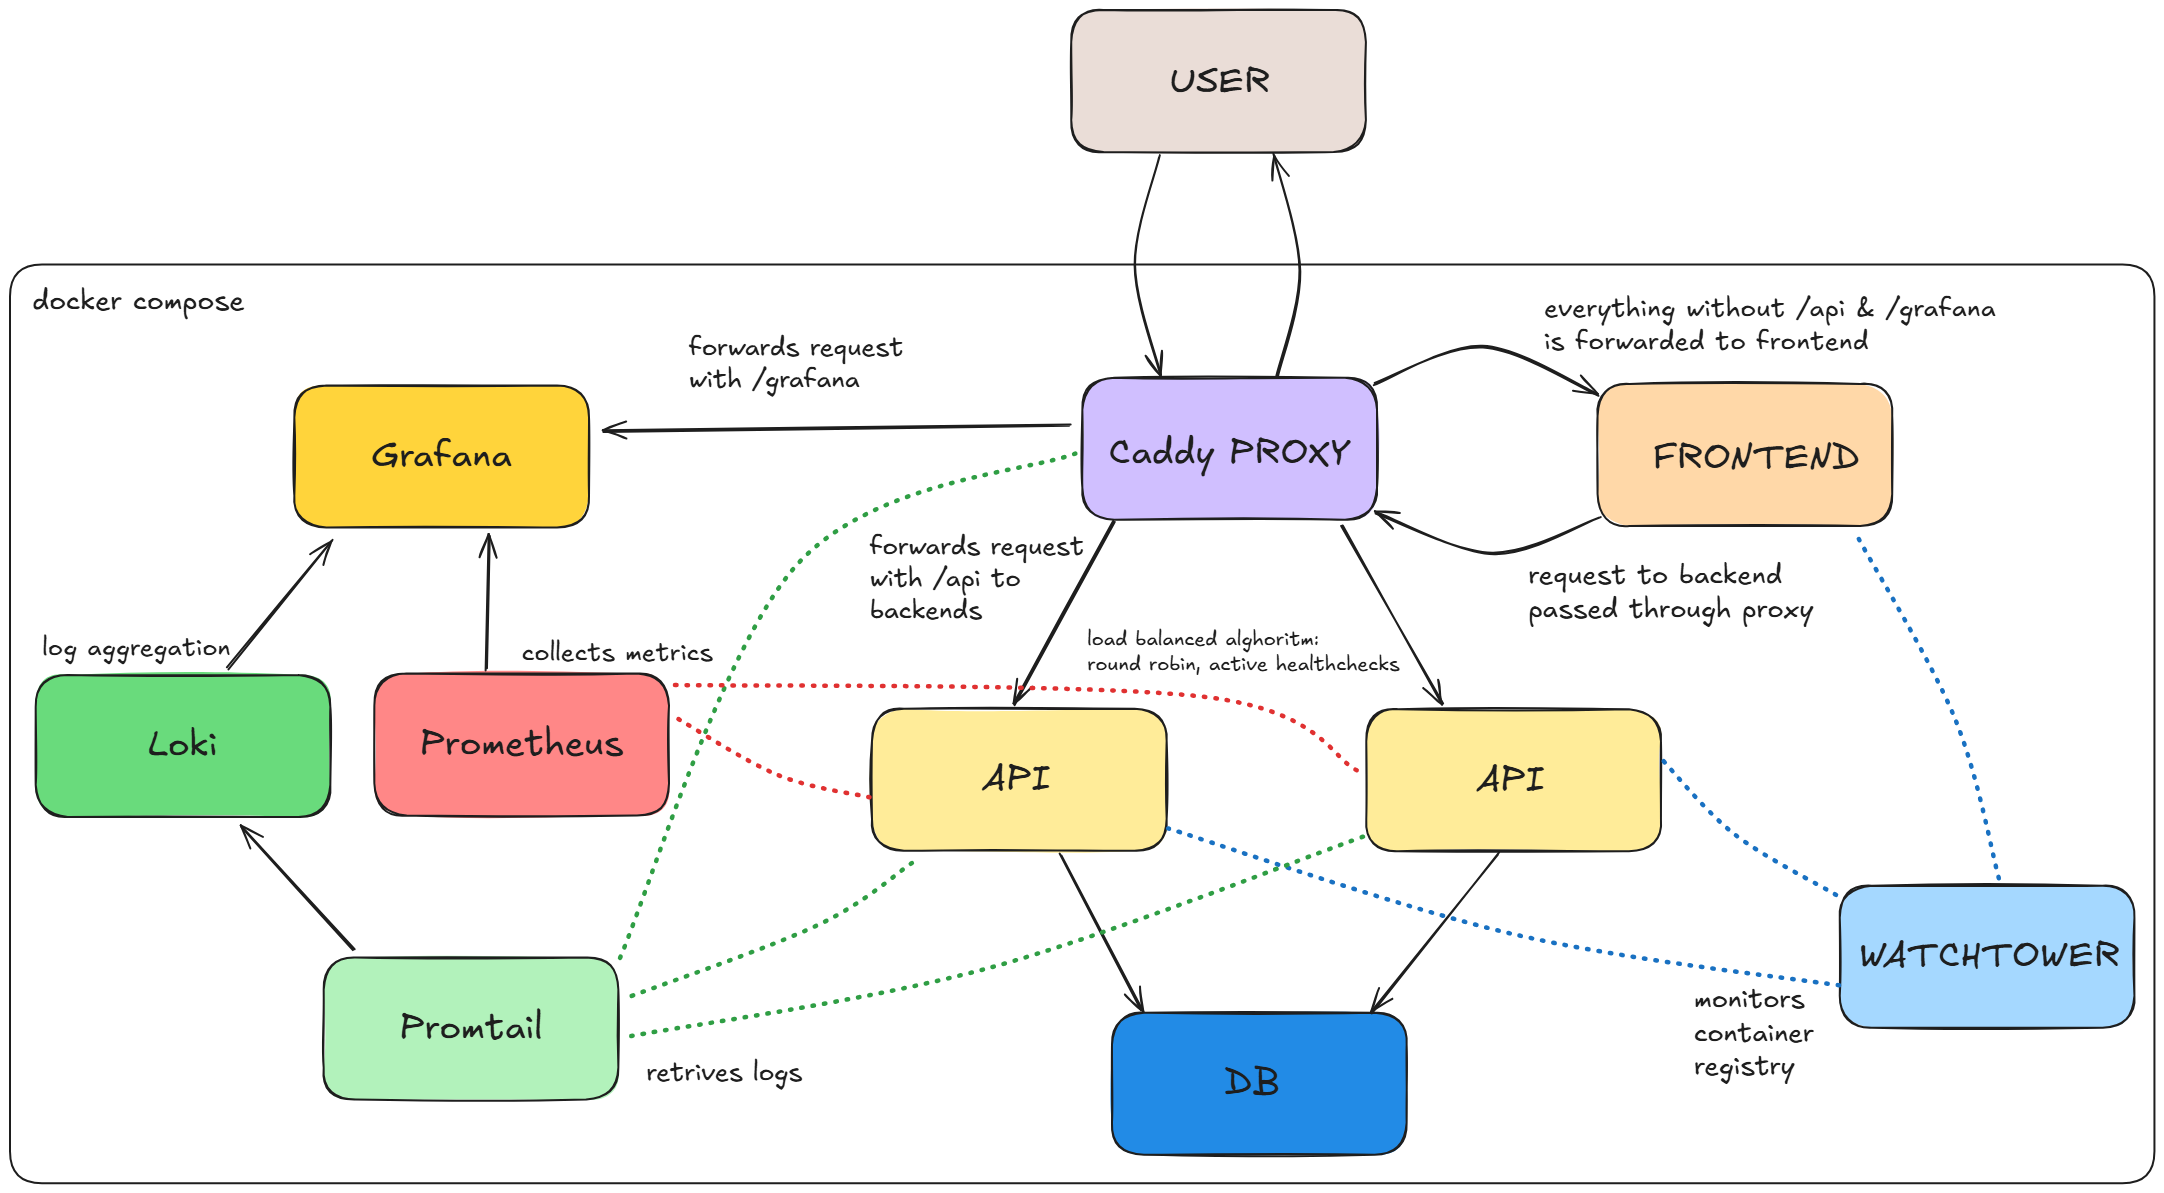 USER
docker compose
everything without /api & /grafana
is forwarded to frontend
forwards request
with /grafana
Grafana
Caddy PROXY
FRONTEND
forwards request
with /api to
backends
request to backend
passed through proxy
load balanced alghoritm:
round robin, active healthchecks
log aggregation
collects metrics
Loki
Prometheus
API
API
WATCHTOWER
monitors
container
registry
Promtail
retrives logs
DB